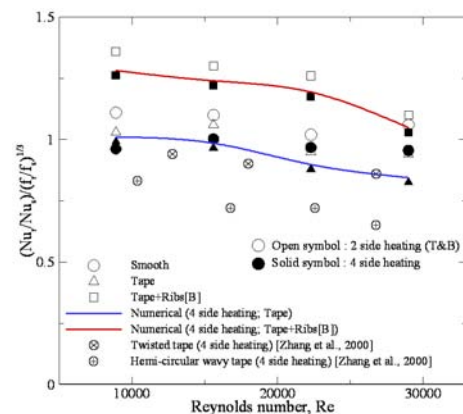 1.5
1
0.5
0
(Nu/Nuₛ)/(f/fₛ)^1/3
Open symbol : 2 side heating (T&B)
Solid symbol : 4 side heating
Smooth
Tape
Tape+Ribs[B]
Numerical (4 side heating; Tape)
Numerical (4 side heating; Tape+Ribs[B])
Twisted tape (4 side heating) [Zhang et al., 2000]
Hemi-circular wavy tape (4 side heating) [Zhang et al., 2000]
10000 20000 30000
Reynolds number, Re